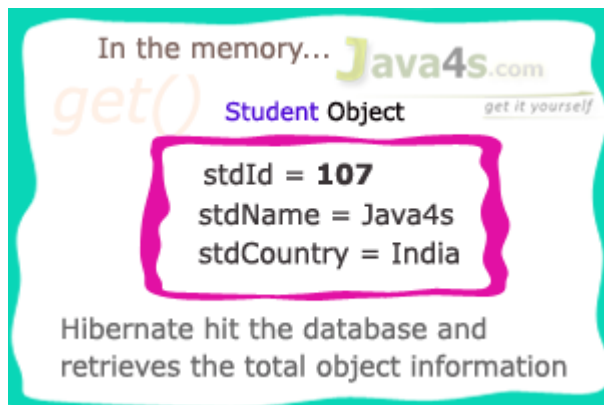 In the memory...
Java4s.com
get it yourself
get()
Student Object
stdId = 107
stdName = Java4s
stdCountry = India
Hibernate hit the database and
retrieves the total object information